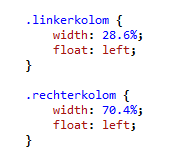 .linkerkolom {
    width: 28.6%;
    float: left;
}
.rechterkolom {
    width: 70.4%;
    float: left;
}